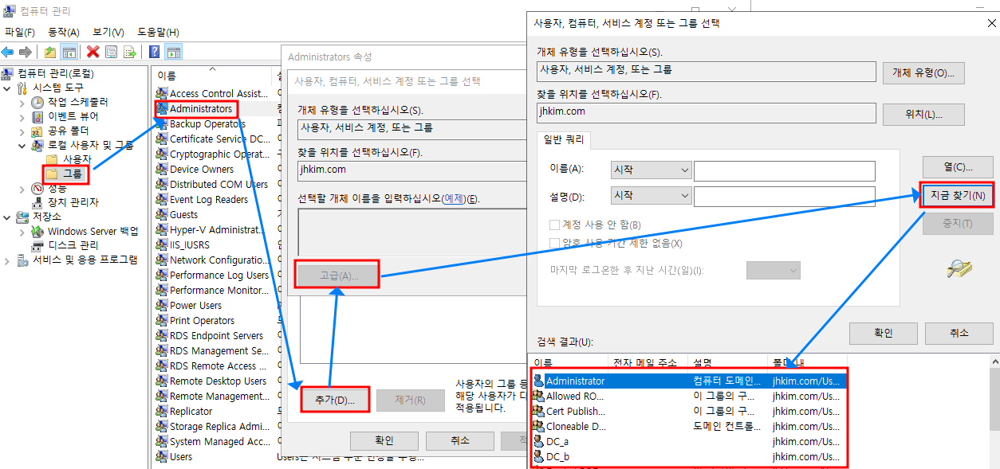 컴퓨터 관리
파일(F) 동작(A) 보기(V) 도움말(H)
컴퓨터 관리(로컬)
시스템 도구
작업 스케줄러
이벤트 뷰어
공유 폴더
로컬 사용자 및 그룹
사용자
그룹
성능
장치 관리자
저장소
Windows Server 백업
디스크 관리
서비스 및 응용 프로그램
이름
Access Control Assist...
Administrators
Backup Operators
Certificate Service DC...
Cryptographic Operat...
Device Owners
Distributed COM Users
Event Log Readers
Guests
Hyper-V Administrat...
IIS_IUSRS
Network Configuratio...
Performance Log Users
Performance Monitor...
Power Users
Print Operators
RDS Endpoint Servers
RDS Management Se...
RDS Remote Access ...
Remote Desktop Users
Remote Management...
Replicator
Storage Replica Admi...
System Managed Acc...
Users
Administrators 속성
사용자, 컴퓨터, 서비스 계정 또는 그룹 선택
개체 유형을 선택하십시오(S).
사용자, 서비스 계정, 또는 그룹
찾을 위치를 선택하십시오(F).
jhkim.com
선택할 개체 이름을 입력하십시오(예제)(E).
고급(A)...
추가(D)...
제거(R)
사용자의 그룹
해당 사용자가
적용됩니다.
확인
취소
사용자, 컴퓨터, 서비스 계정 또는 그룹 선택
개체 유형을 선택하십시오(S).
사용자, 서비스 계정, 또는 그룹
개체 유형(O)...
찾을 위치를 선택하십시오(F).
jhkim.com
위치(L)...
일반 쿼리
이름(A):
시작
설명(D):
시작
계정 사용 안 함(B)
암호 사용 기간 제한 없음(X)
마지막 로그온한 후 지난 시간(일)(I):
열(C)...
지금 찾기(N)
중지(T)
확인
취소
검색 결과(U):
이름 전자 메일 주소 설명
Administrator 컴퓨터 도메인... jhkim.com/Us...
Allowed RO... 이 그룹의 구... jhkim.com/Us...
Cert Publish... 이 그룹의 구... jhkim.com/Us...
Cloneable D... 도메인 컨트롤... jhkim.com/Us...
DC_a jhkim.com/Us...
DC_b jhkim.com/Us...